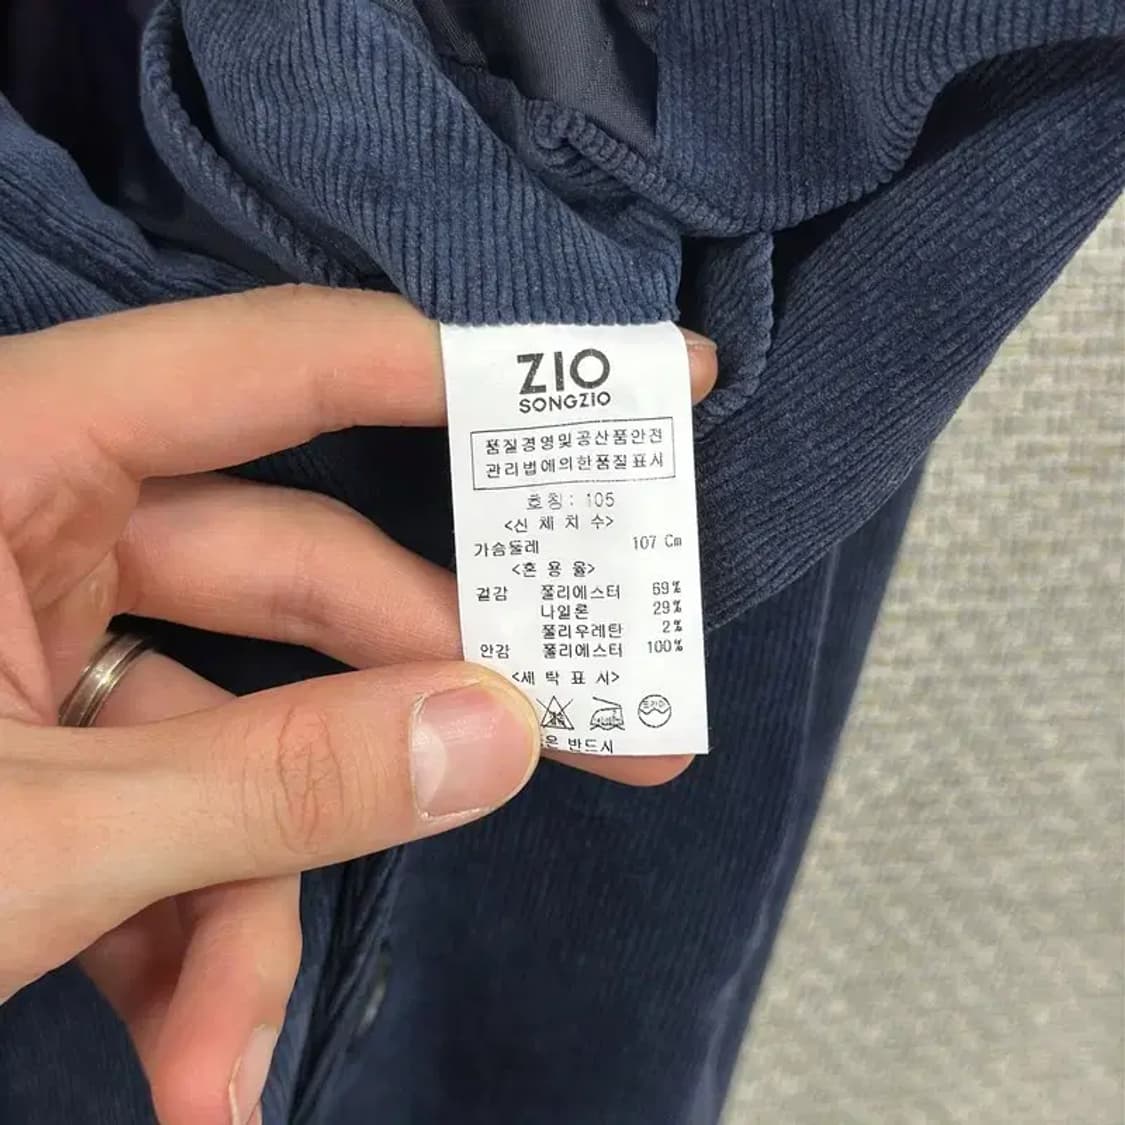 ZIO
SONGZIO
품질경영및공산품안전
관리법에의한품질표시
호칭: 105
<신 체 치 수>
가슴둘레 107 Cm
<혼 용 율>
겉감 폴리에스터 69%
나일론 29%
폴리우레탄 2%
안감 폴리에스터 100%
<세 탁 표 시>
드라이
은 반드시